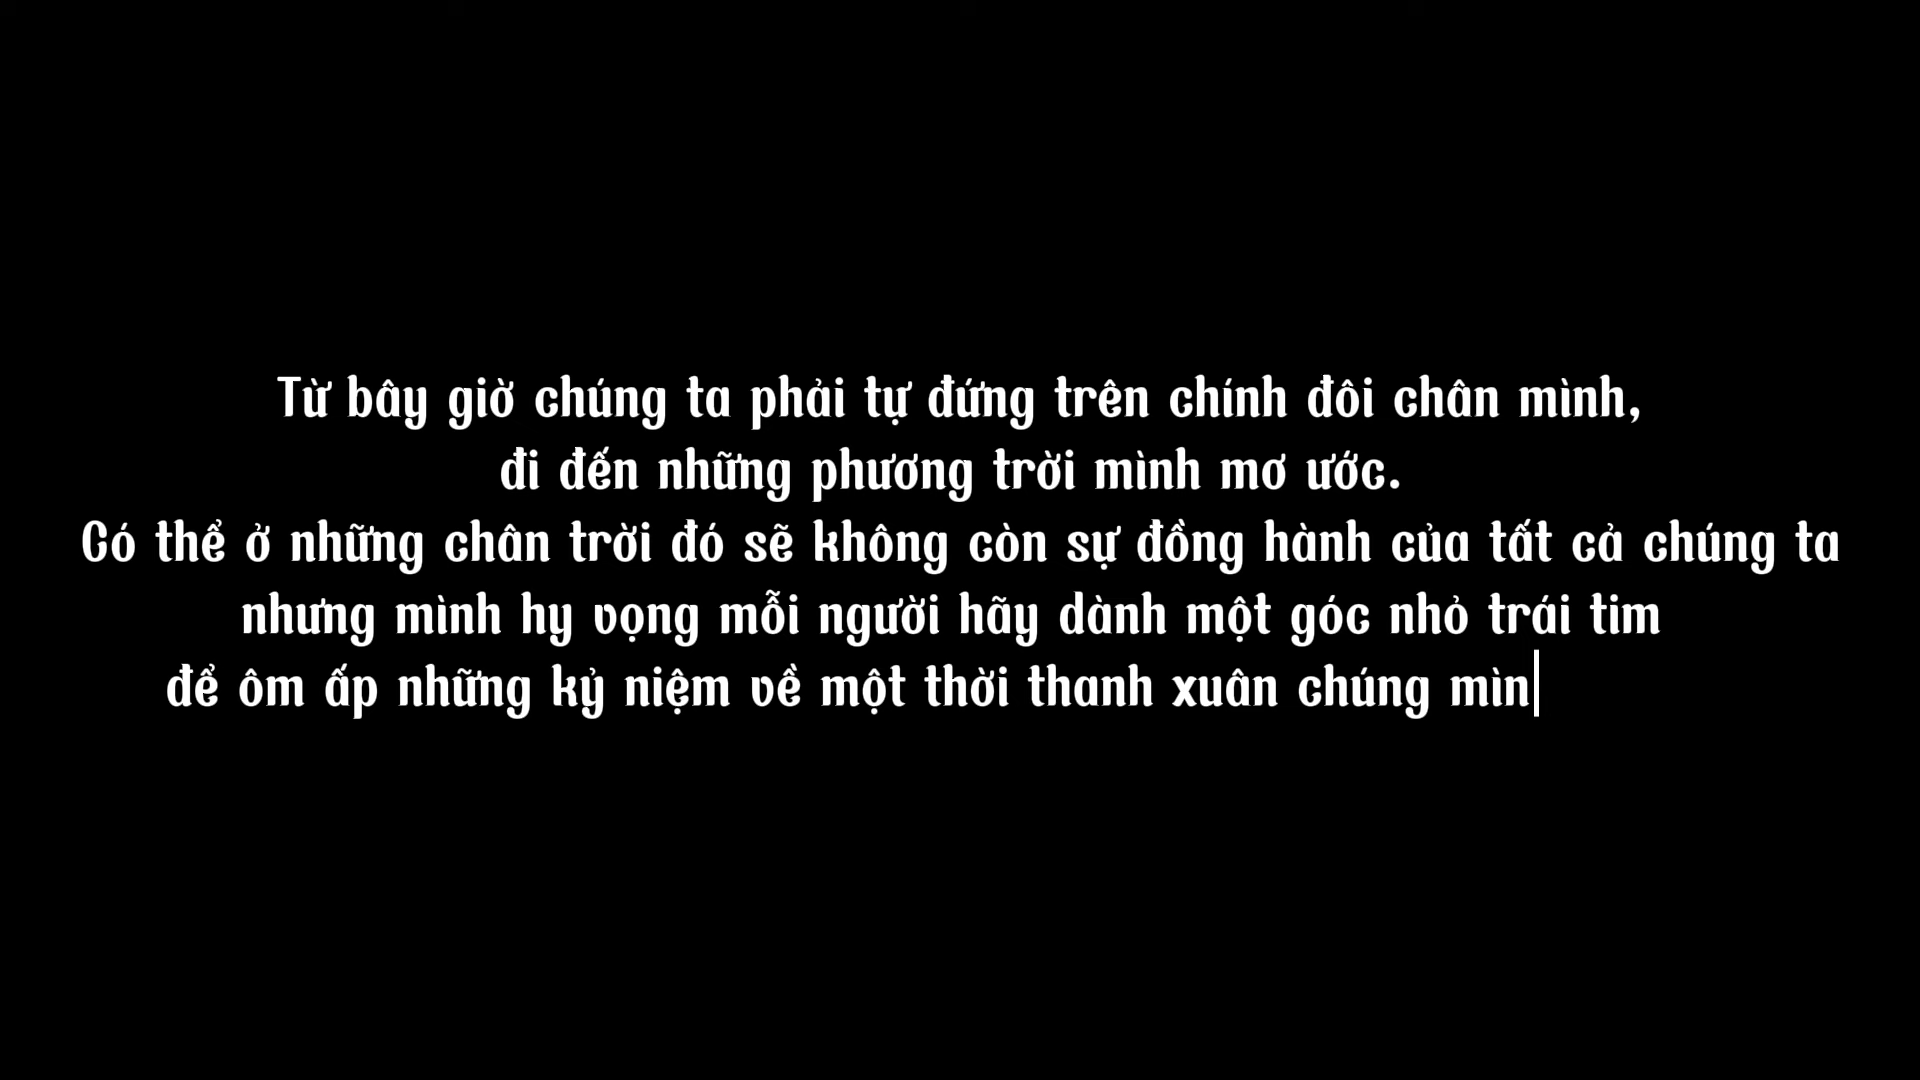 Từ bây giờ chúng ta phải tự đứng trên chính đôi chân mình,
đi đến những phương trời mình mơ ước.
Có thể ở những chân trời đó sẽ không còn sự đồng hành của tất cả chúng ta
nhưng mình hy vọng mỗi người hãy dành một góc nhỏ trái tim
để ôm ấp những kỷ niệm về một thời thanh xuân chúng mìn